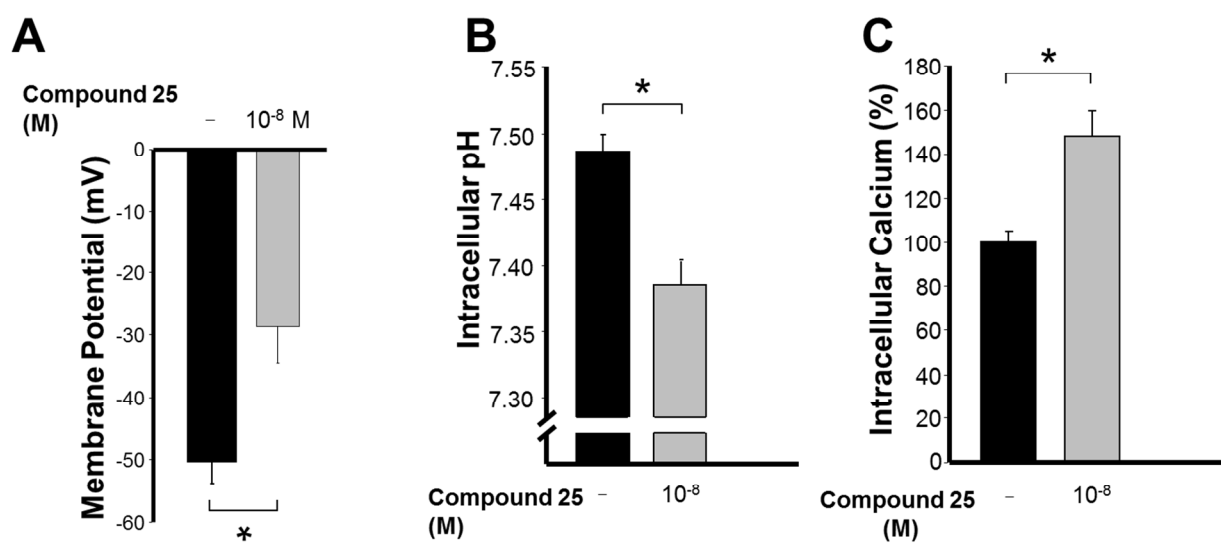 A
Compound 25
(M)
– 10⁻⁸ M
Membrane Potential (mV)
0
-10
-20
-30
-40
-50
-60
*
B
Intracellular pH
7.55
7.50
7.45
7.40
7.35
7.30
*
Compound 25
(M)
– 10⁻⁸
C
Intracellular Calcium (%)
180
160
140
120
100
80
60
40
20
0
*
Compound 25
(M)
– 10⁻⁸